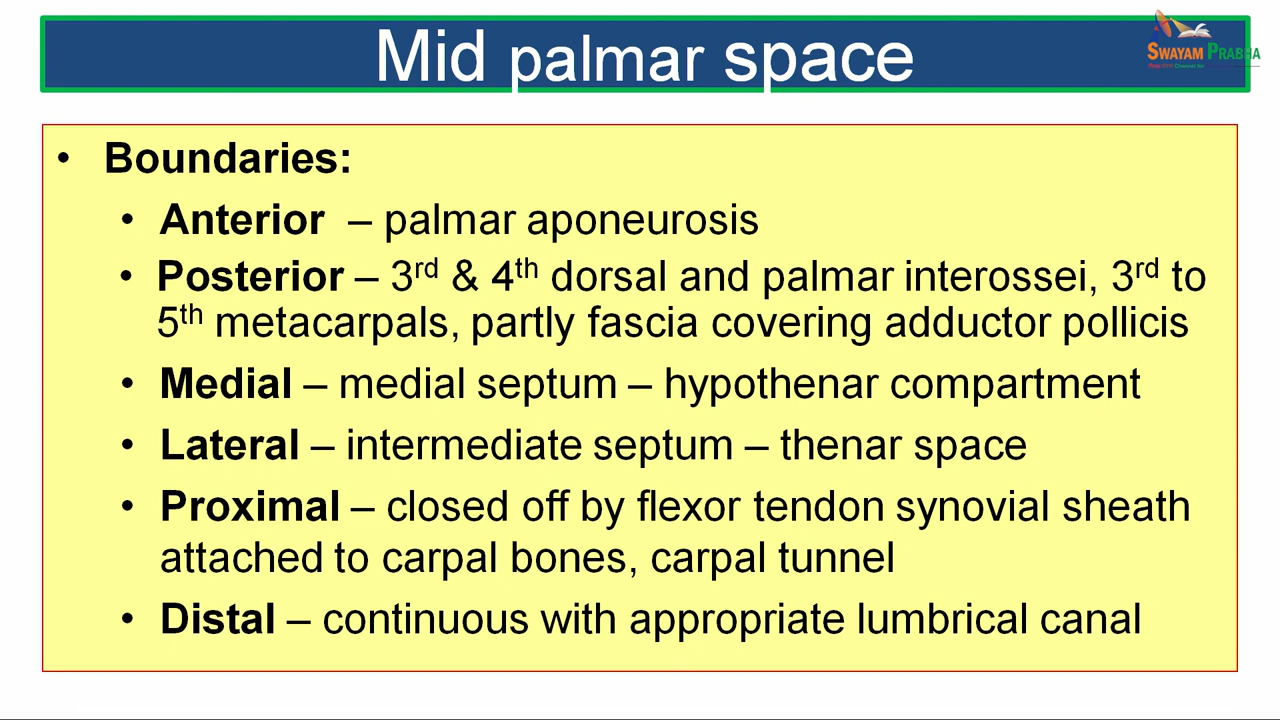 Mid palmar space
SWAYAM PRABHA
• Boundaries:
• Anterior – palmar aponeurosis
• Posterior – 3rd & 4th dorsal and palmar interossei, 3rd to
5th metacarpals, partly fascia covering adductor pollicis
• Medial – medial septum – hypothenar compartment
• Lateral – intermediate septum – thenar space
• Proximal – closed off by flexor tendon synovial sheath
attached to carpal bones, carpal tunnel
• Distal – continuous with appropriate lumbrical canal